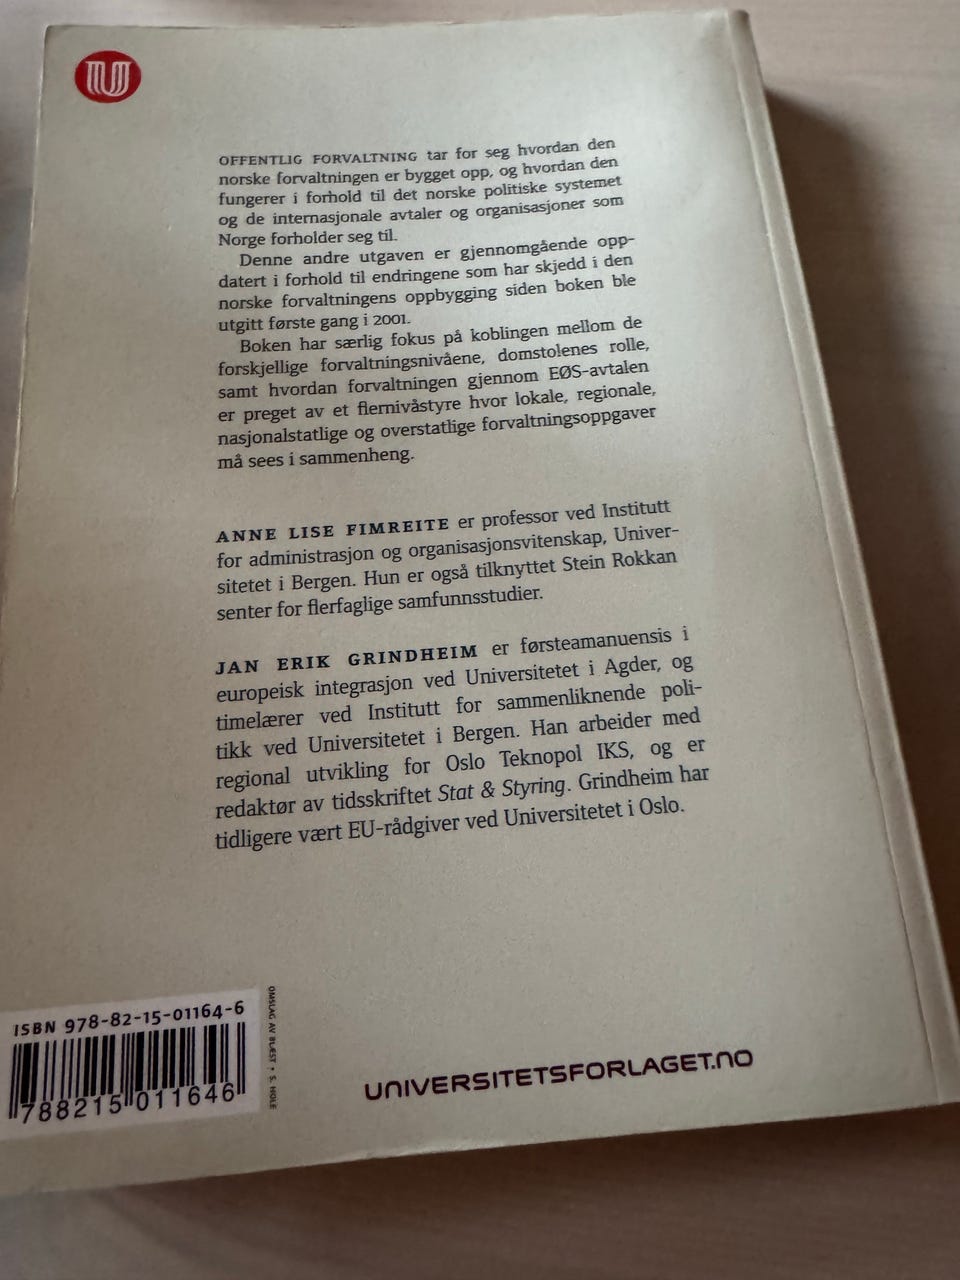 U
OFFENTLIG FORVALTNING tar for seg hvordan den
norske forvaltningen er bygget opp, og hvordan den
fungerer i forhold til det norske politiske systemet
og de internasjonale avtaler og organisasjoner som
Norge forholder seg til.
Denne andre utgaven er gjennomgående opp-
datert i forhold til endringene som har skjedd i den
norske forvaltningens oppbygging siden boken ble
utgitt første gang i 2001.
Boken har særlig fokus på koblingen mellom de
forskjellige forvaltningsnivåene, domstolenes rolle,
samt hvordan forvaltningen gjennom EØS-avtalen
er preget av et flernivåstyre hvor lokale, regionale,
nasjonalstatlige og overstatlige forvaltningsoppgaver
må sees i sammenheng.
ANNE LISE FIMREITE er professor ved Institutt
for administrasjon og organisasjonsvitenskap, Univer-
sitetet i Bergen. Hun er også tilknyttet Stein Rokkan
senter for flerfaglige samfunnsstudier.
JAN ERIK GRINDHEIM er førsteamanuensis i
europeisk integrasjon ved Universitetet i Agder, og
timelærer ved Institutt for sammenliknende poli-
tikk ved Universitetet i Bergen. Han arbeider med
regional utvikling for Oslo Teknopol IKS, og er
redaktør av tidsskriftet Stat & Styring. Grindheim har
tidligere vært EU-rådgiver ved Universitetet i Oslo.
ISBN 978-82-15-01164-6
788215 011646
OMSLAG AV BLÆST • S. HOLE
UNIVERSITETSFORLAGET.NO